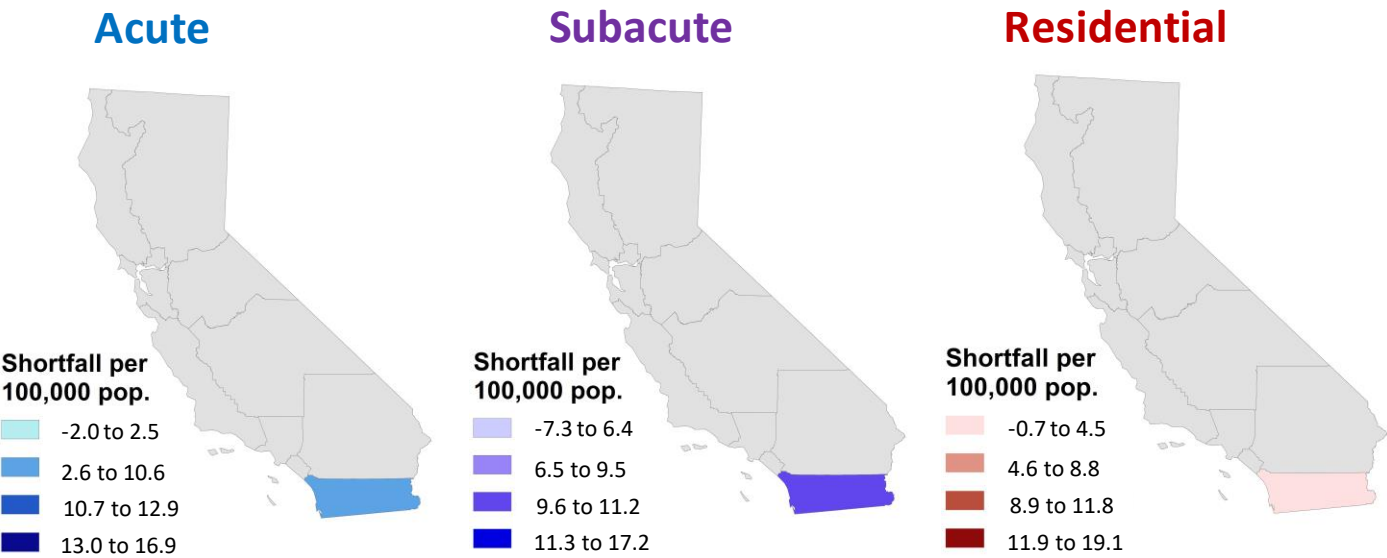 Acute
Shortfall per
100,000 pop.
-2.0 to 2.5
2.6 to 10.6
10.7 to 12.9
13.0 to 16.9
Subacute
Shortfall per
100,000 pop.
-7.3 to 6.4
6.5 to 9.5
9.6 to 11.2
11.3 to 17.2
Residential
Shortfall per
100,000 pop.
-0.7 to 4.5
4.6 to 8.8
8.9 to 11.8
11.9 to 19.1